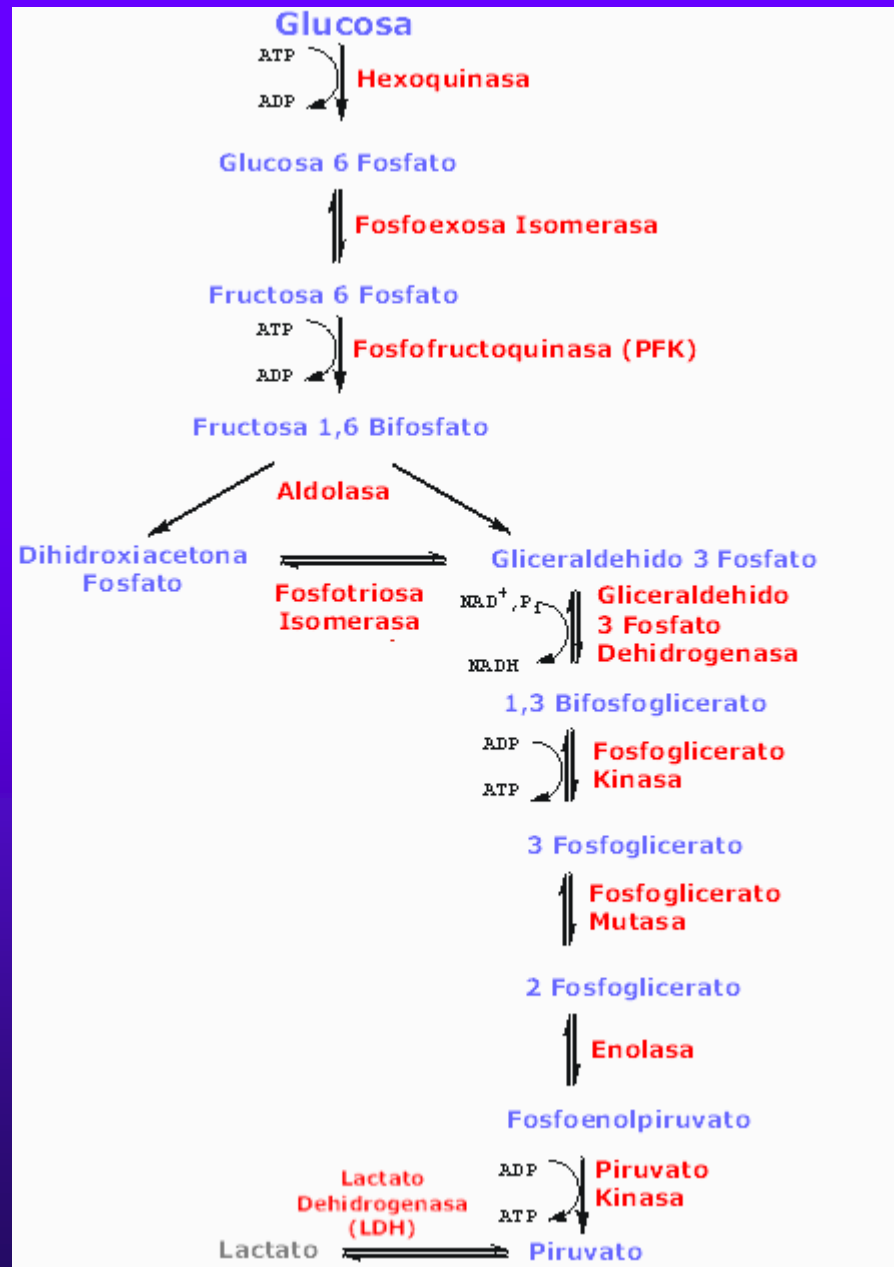 Glucosa
ATP
Hexoquinasa
ADP
Glucosa 6 Fosfato
Fosfoexosa Isomerasa
Fructosa 6 Fosfato
ATP
Fosfofructoquinasa (PFK)
ADP
Fructosa 1,6 Bifosfato
Aldolasa
Dihidroxiacetona
Fosfato
Fosfotriosa
Isomerasa
Gliceraldehido 3 Fosfato
NAD+,Pf
NADH
Gliceraldehido
3 Fosfato
Dehidrogenasa
1,3 Bifosfoglicerato
ADP
ATP
Fosfoglicerato
Kinasa
3 Fosfoglicerato
Fosfoglicerato
Mutasa
2 Fosfoglicerato
Enolasa
Fosfoenolpiruvato
ADP
ATP
Piruvato
Kinasa
Lactato
Dehidrogenasa
(LDH)
Lactato
Piruvato